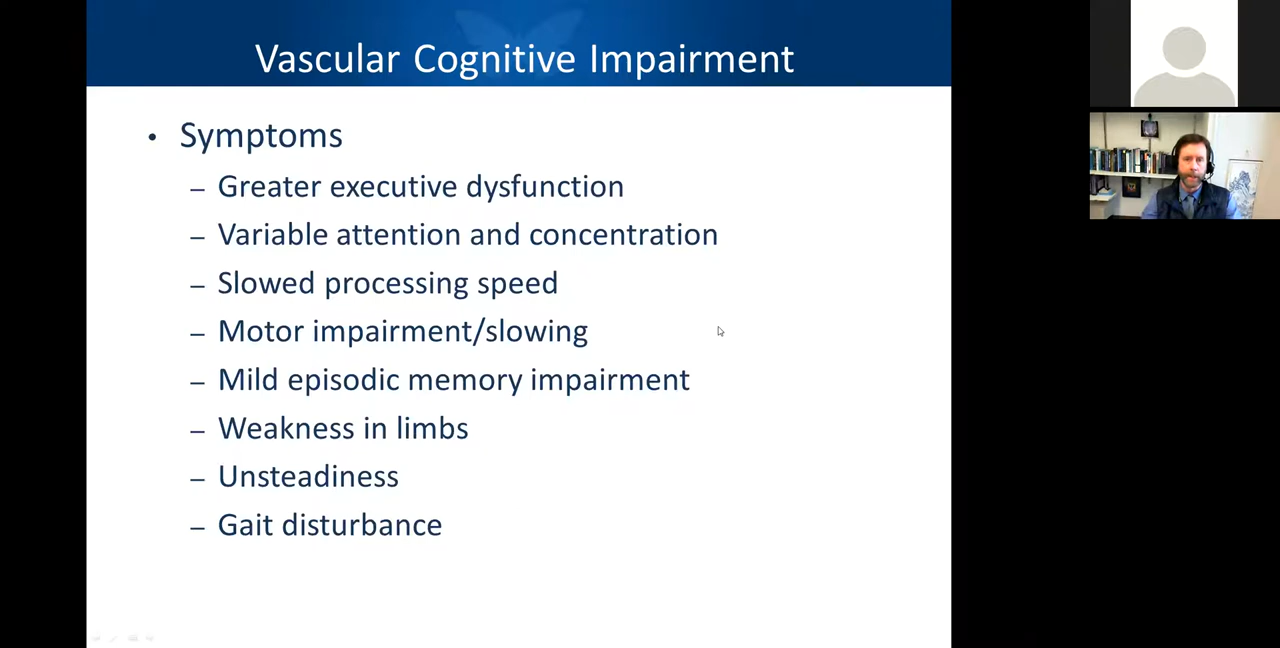 Vascular Cognitive Impairment
• Symptoms
– Greater executive dysfunction
– Variable attention and concentration
– Slowed processing speed
– Motor impairment/slowing
– Mild episodic memory impairment
– Weakness in limbs
– Unsteadiness
– Gait disturbance